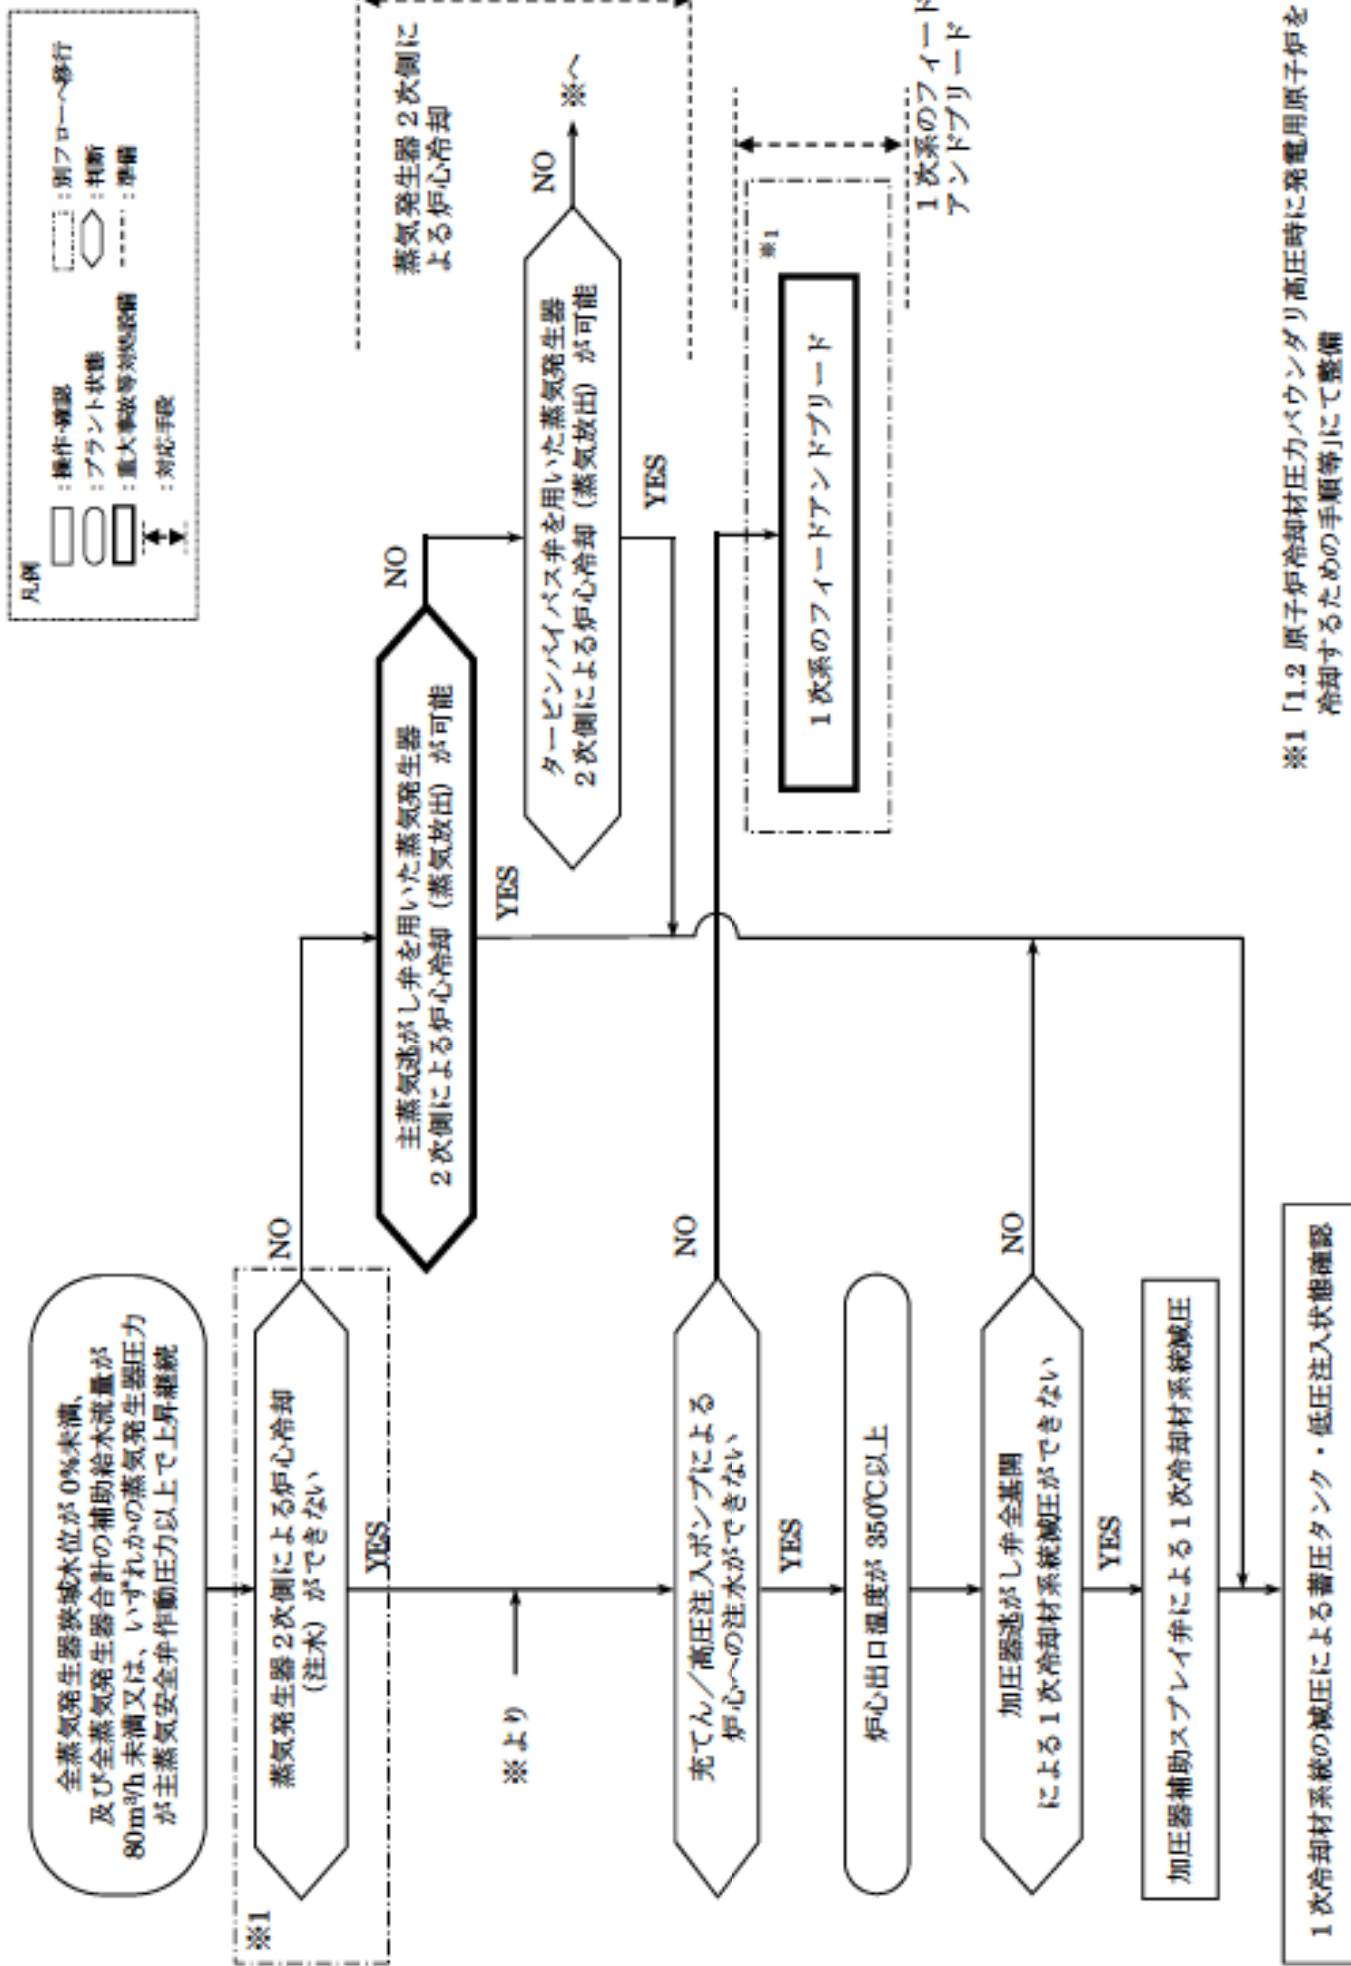 凡例
：操作・確認
：プラント状態
：重大事故等対処設備
：対応手段
：別フローへ移行
：判断
：準備
全蒸気発生器狭域水位が 0%未満、
及び全蒸気発生器合計の補助給水流量が
80m³/h 未満又は、いずれかの蒸気発生器圧力
が主蒸気安全弁作動圧力以上で上昇継続
※1
蒸気発生器2次側による炉心冷却
（注水）ができない
NO
YES
主蒸気逃がし弁を用いた蒸気発生器
2次側による炉心冷却（蒸気放出）が可能
NO
YES
タービンバイパス弁を用いた蒸気発生器
2次側による炉心冷却（蒸気放出）が可能
NO
※へ
YES
蒸気発生器2次側に
よる炉心冷却
※より
充てん／高圧注入ポンプによる
炉心への注水ができない
NO
YES
※1
1次系のフィードアンドブリード
1次系のフィード
アンドブリード
炉心出口温度が 350℃以上
加圧器逃がし弁全基開
による1次冷却材系統減圧ができない
NO
YES
加圧器補助スプレイ弁による1次冷却材系統減圧
1次冷却材系統の減圧による蓄圧タンク・低圧注入状態確認
※1「1.2 原子炉冷却材圧力バウンダリ高圧時に発電用原子炉を
冷却するための手順等」にて整備